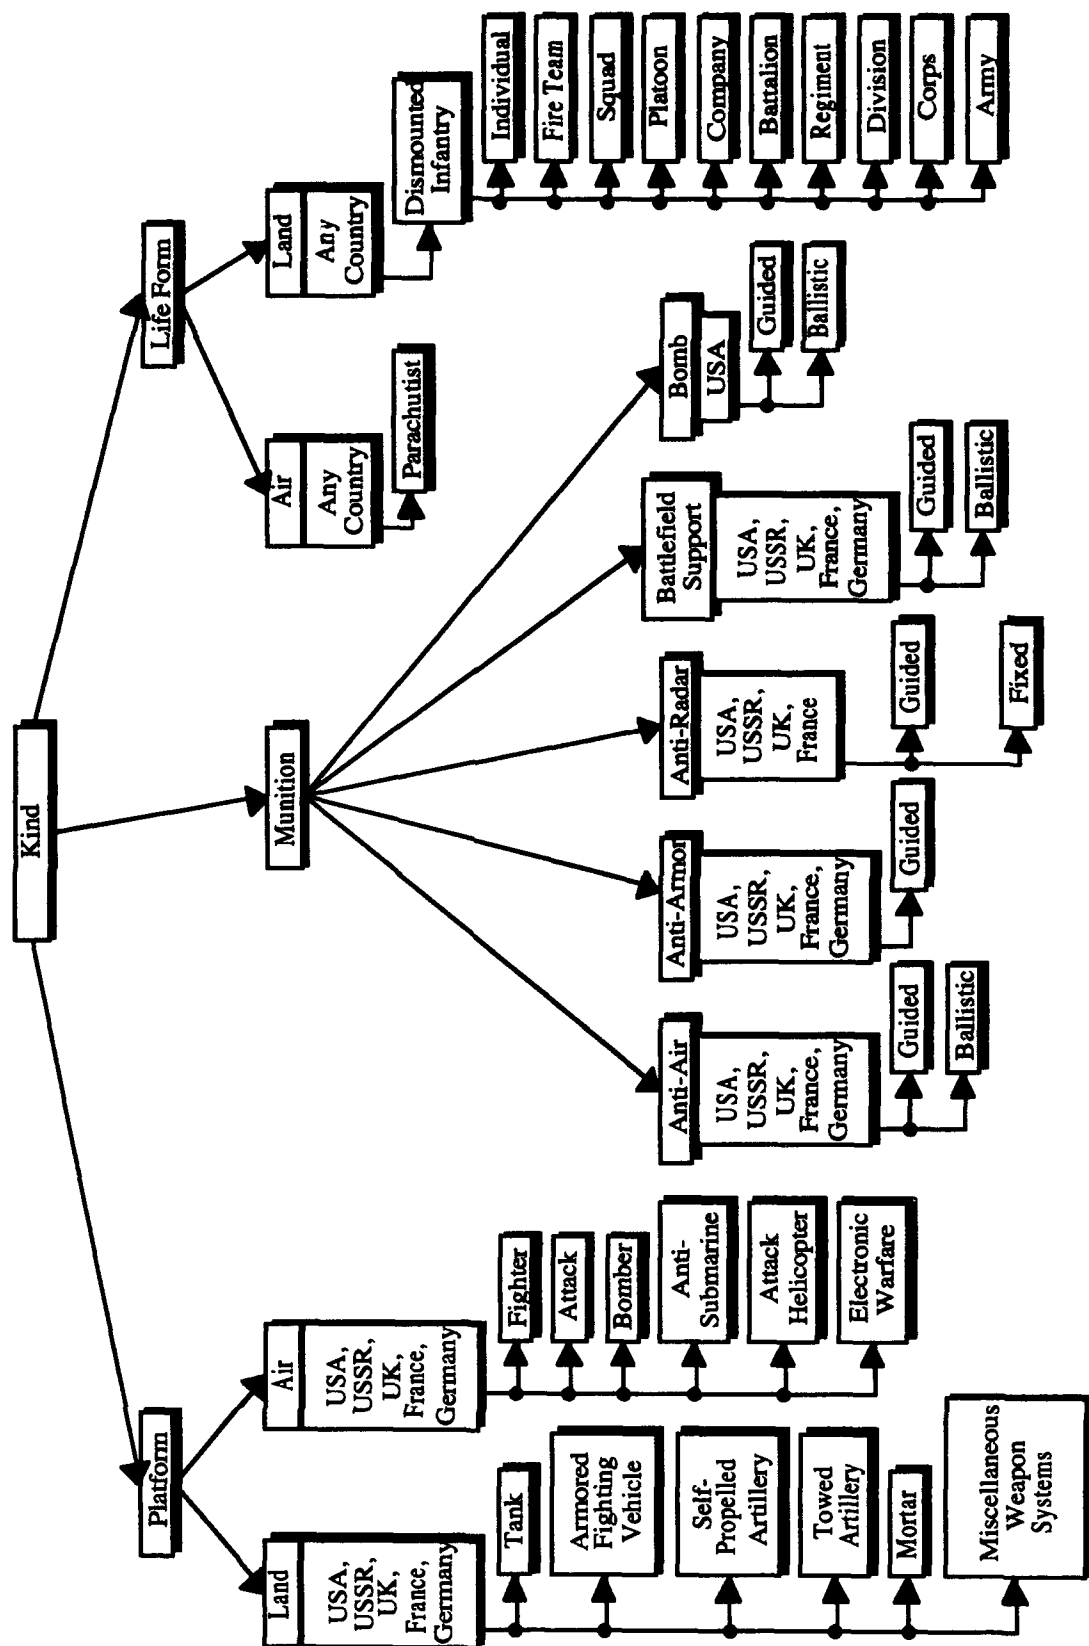 Kind
Platform
Land
USA,
USSR,
UK,
France,
Germany
Tank
Armored
Fighting
Vehicle
Self-
Propelled
Artillery
Towed
Artillery
Mortar
Miscellaneous
Weapon
Systems
Air
USA,
USSR,
UK,
France,
Germany
Fighter
Attack
Bomber
Anti-
Submarine
Attack
Helicopter
Electronic
Warfare
Munition
Anti-Air
USA,
USSR,
UK,
France,
Germany
Guided
Ballistic
Anti-Armor
USA,
USSR,
UK,
France,
Germany
Guided
Anti-Radar
USA,
USSR,
UK,
France
Guided
Fixed
Battlefield
Support
USA,
USSR,
UK,
France,
Germany
Guided
Ballistic
Bomb
USA
Guided
Ballistic
Life Form
Air
Any
Country
Parachutist
Land
Any
Country
Dismounted
Infantry
Individual
Fire Team
Squad
Platoon
Company
Battalion
Regiment
Division
Corps
Army